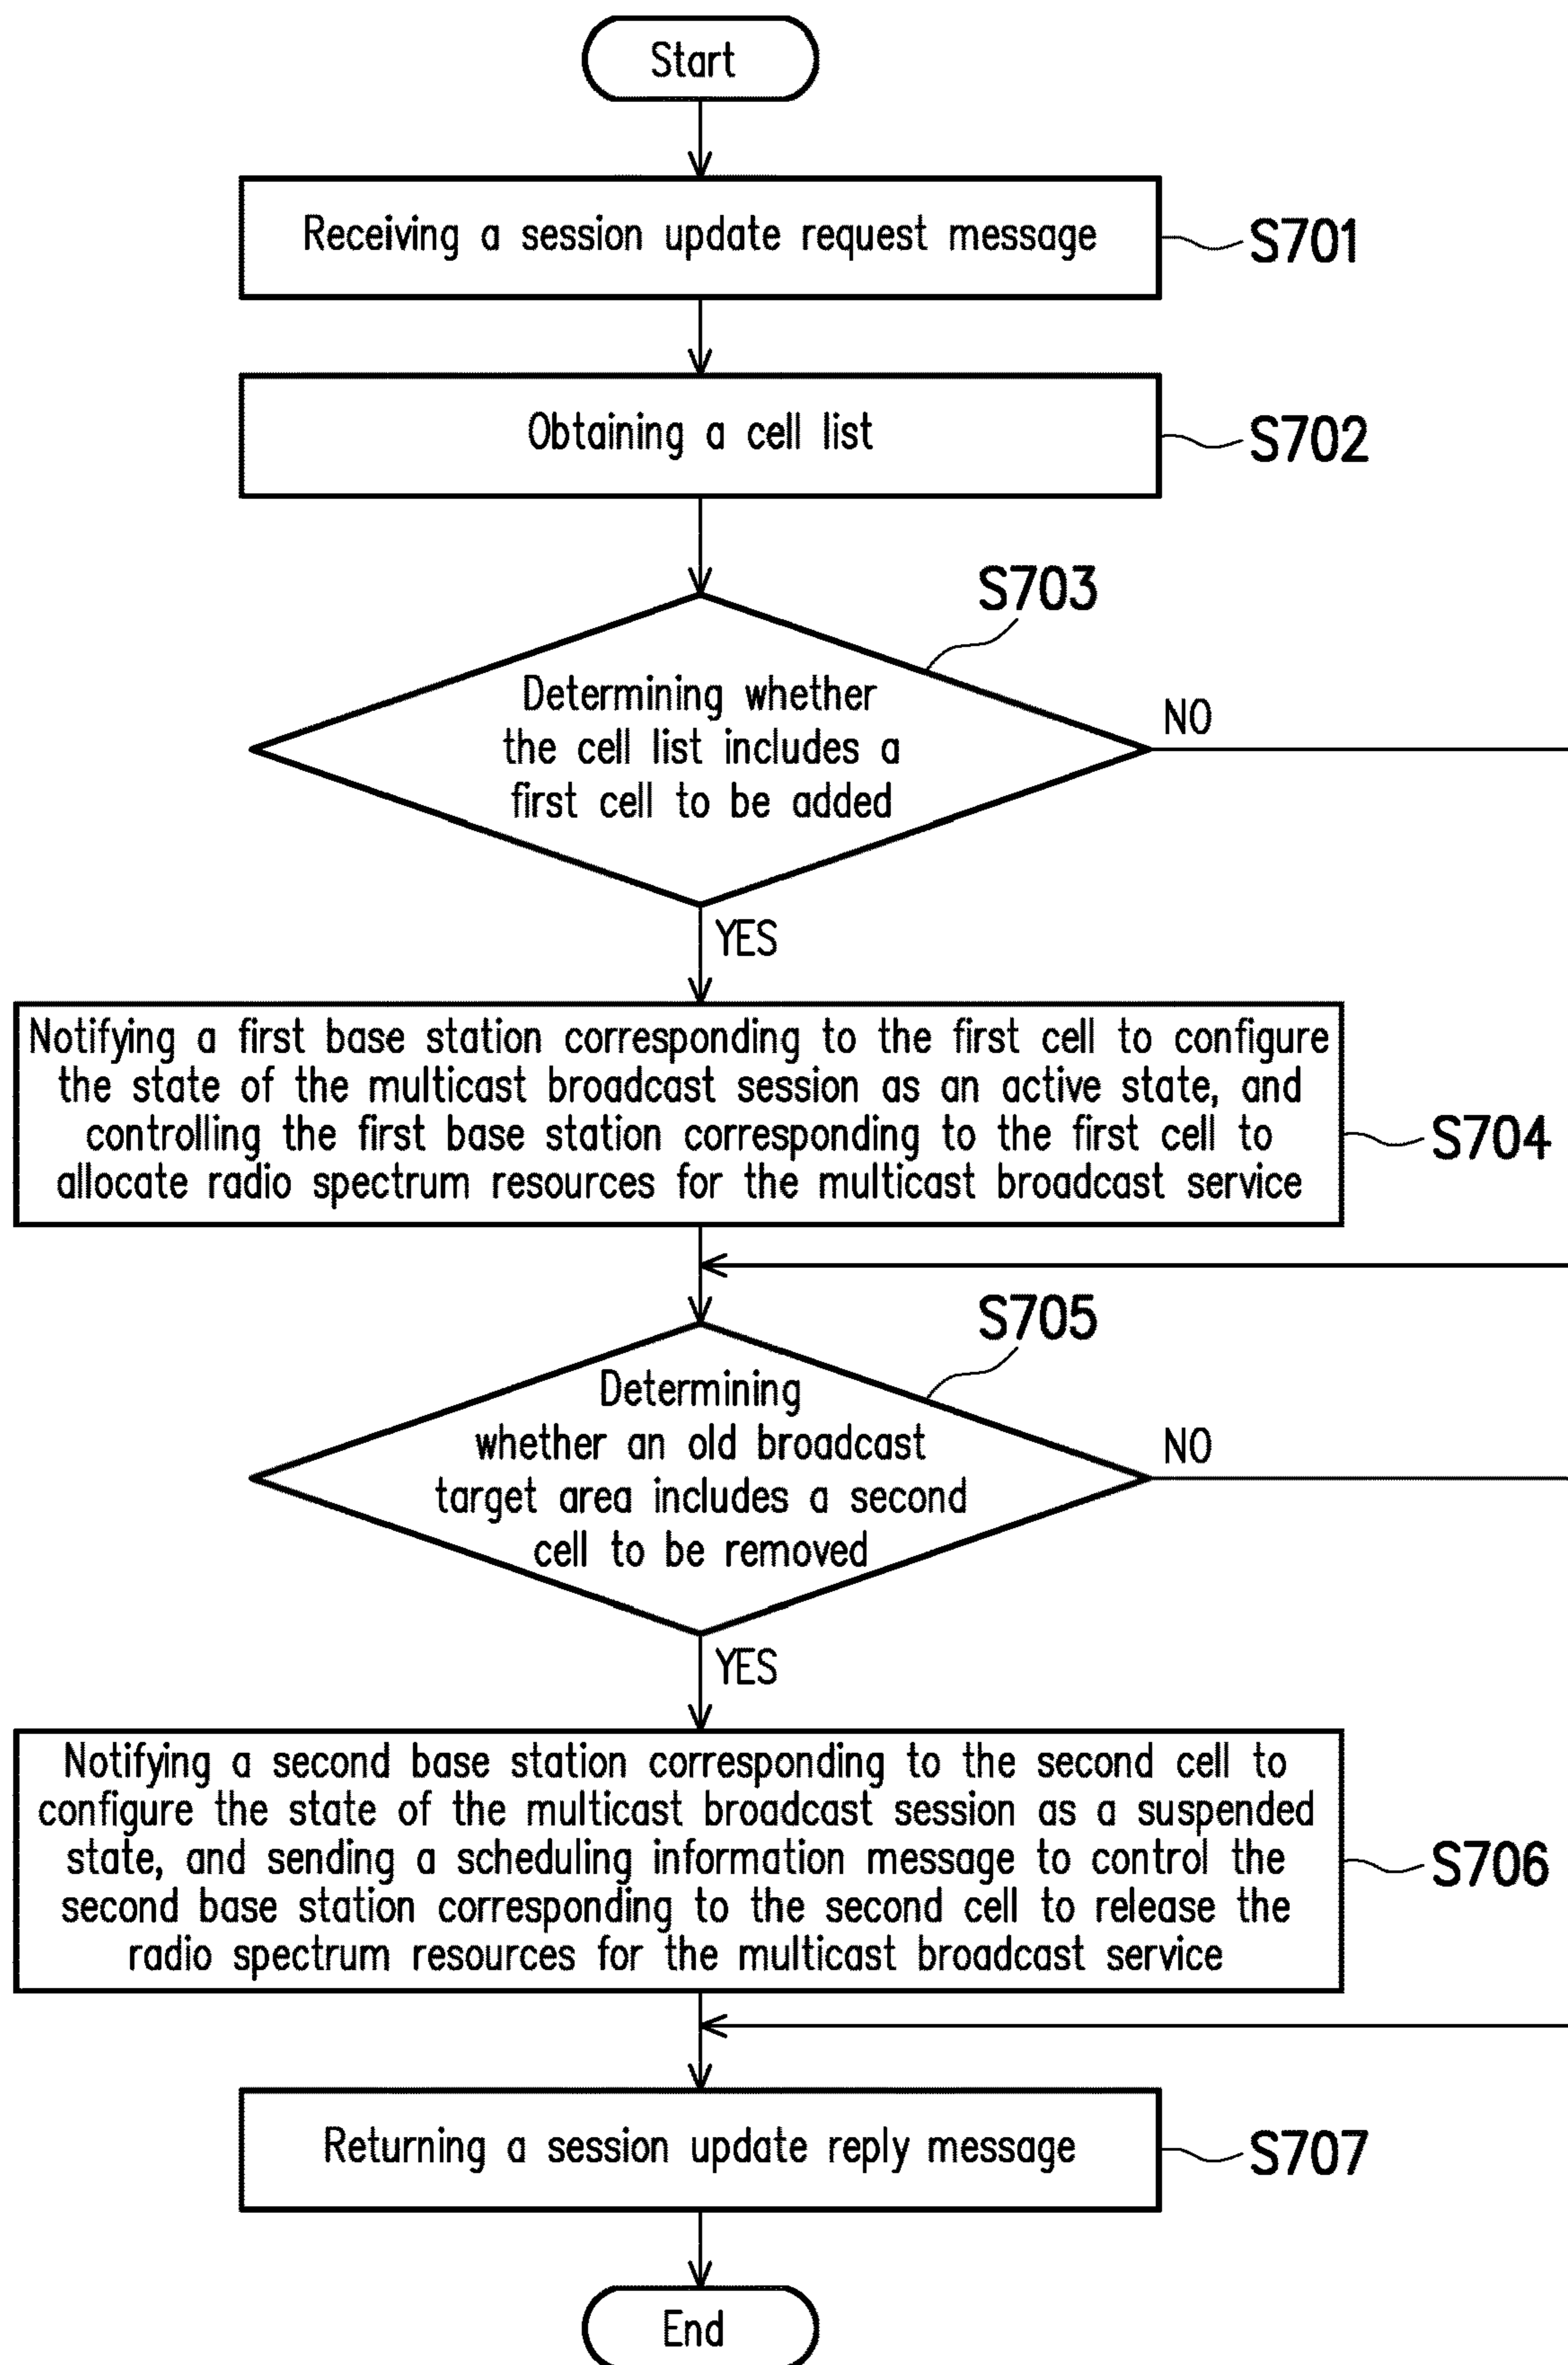 Start
Receiving a session update request message
S701
Obtaining a cell list
S702
S703
Determining whether
the cell list includes a
first cell to be added
NO
YES
Notifying a first base station corresponding to the first cell to configure
the state of the multicast broadcast session as an active state, and
controlling the first base station corresponding to the first cell to
allocate radio spectrum resources for the multicast broadcast service
S704
S705
Determining
whether an old broadcast
target area includes a second
cell to be removed
NO
YES
Notifying a second base station corresponding to the second cell to
configure the state of the multicast broadcast session as a suspended
state, and sending a scheduling information message to control the
second base station corresponding to the second cell to release the
radio spectrum resources for the multicast broadcast service
S706
Returning a session update reply message
S707
End